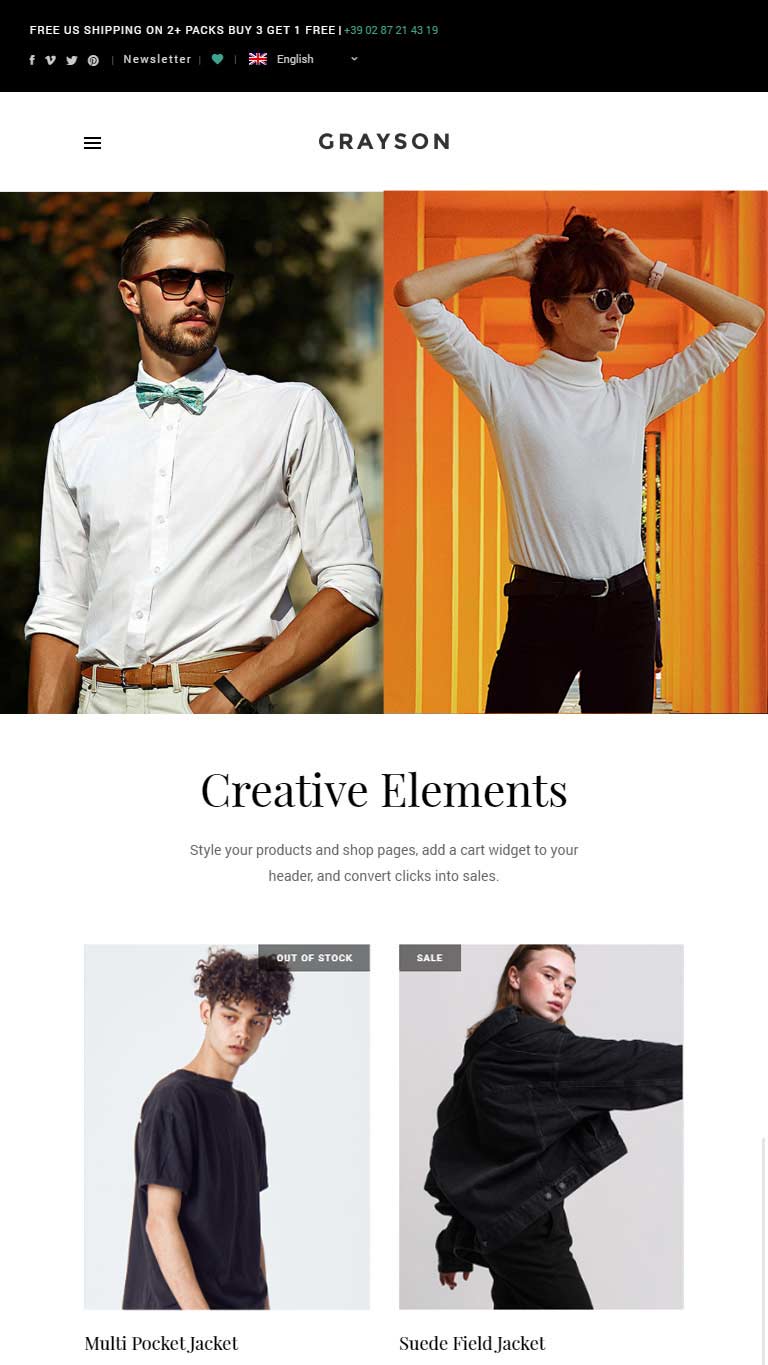 FREE US SHIPPING ON 2+ PACKS BUY 3 GET 1 FREE | +39 02 87 21 43 19
| Newsletter | | English
GRAYSON
Creative Elements
Style your products and shop pages, add a cart widget to your
header, and convert clicks into sales.
OUT OF STOCK
SALE
Multi Pocket Jacket
Suede Field Jacket